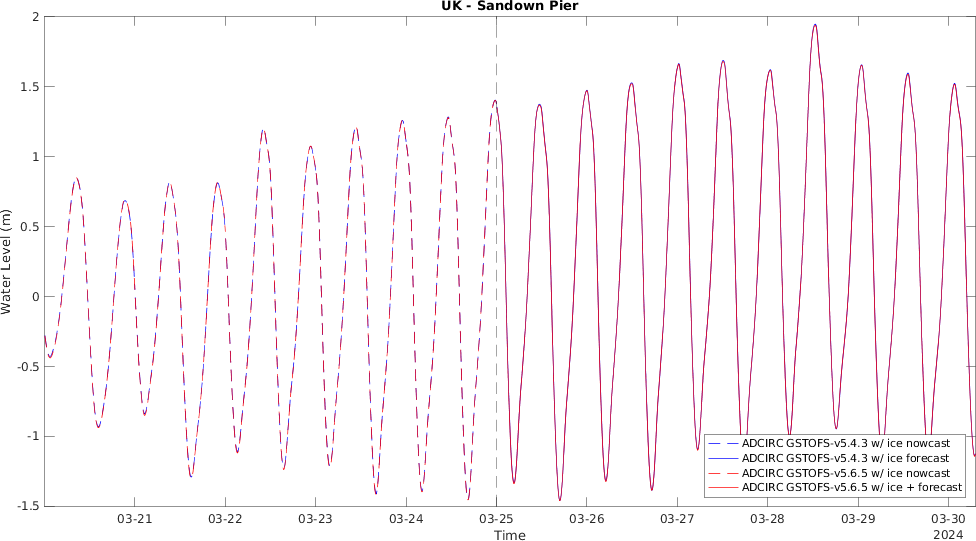 UK - Sandown Pier
Water Level (m)
2
1.5
1
0.5
0
-0.5
-1
-1.5
ADCIRC GSTOFS-v5.4.3 w/ ice nowcast
ADCIRC GSTOFS-v5.4.3 w/ ice forecast
ADCIRC GSTOFS-v5.6.5 w/ ice nowcast
ADCIRC GSTOFS-v5.6.5 w/ ice + forecast
03-21 03-22 03-23 03-24 03-25 03-26 03-27 03-28 03-29 03-30
Time
2024